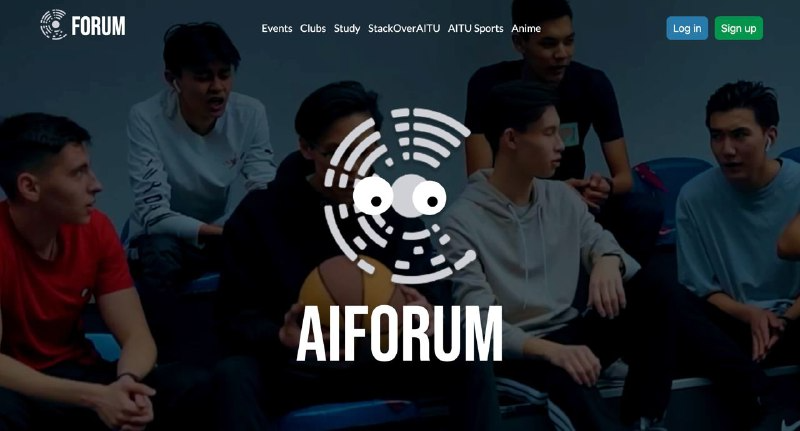 FORUM
Events Clubs Study StackOverAITU AITU Sports Anime
Log in Sign up
AIFORUM